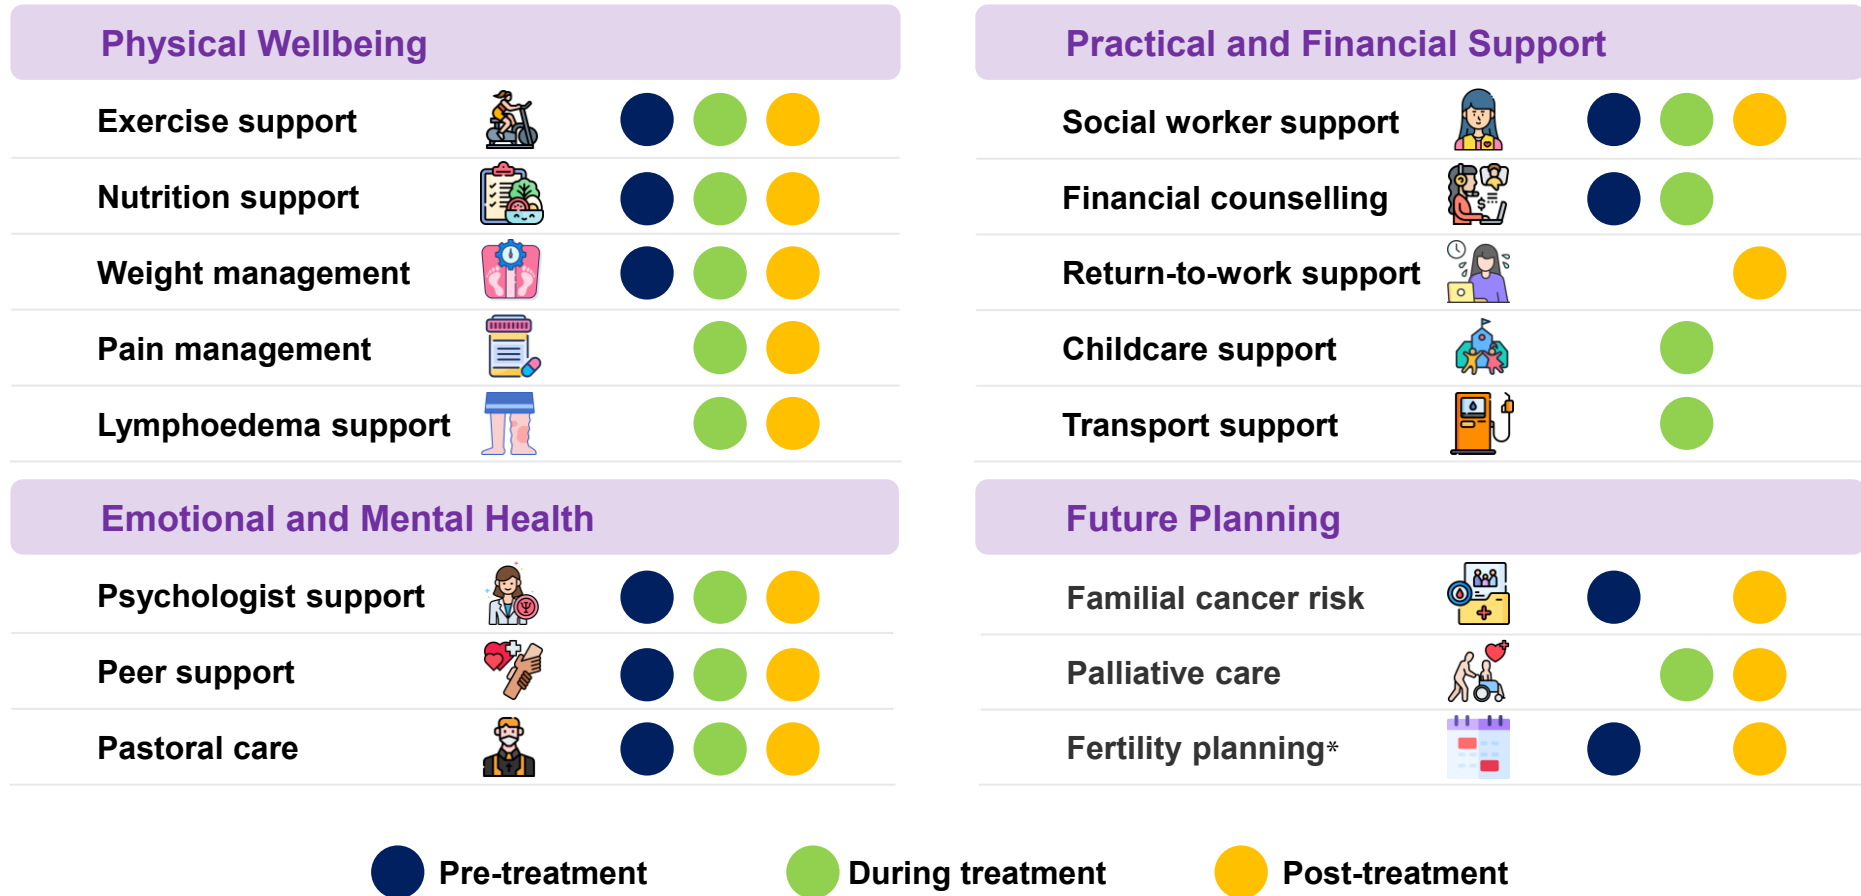 Physical Wellbeing
Exercise support
Nutrition support
Weight management
Pain management
Lymphoedema support
Practical and Financial Support
Social worker support
Financial counselling
Return-to-work support
Childcare support
Transport support
Emotional and Mental Health
Psychologist support
Peer support
Pastoral care
Future Planning
Familial cancer risk
Palliative care
Fertility planning*
Pre-treatment
During treatment
Post-treatment